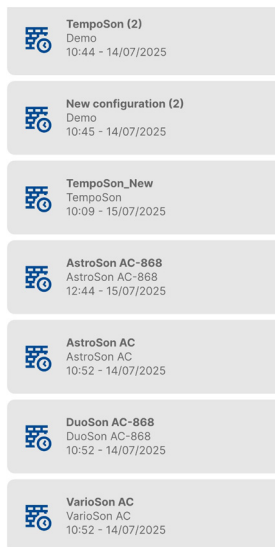 TempoSon (2)
Demo
10:44 - 14/07/2025
New configuration (2)
Demo
10:45 - 14/07/2025
TempoSon_New
TempoSon
10:09 - 15/07/2025
AstroSon AC-868
AstroSon AC-868
12:44 - 15/07/2025
AstroSon AC
AstroSon AC
10:52 - 14/07/2025
DuoSon AC-868
DuoSon AC-868
10:52 - 14/07/2025
VarioSon AC
VarioSon AC
10:52 - 14/07/2025